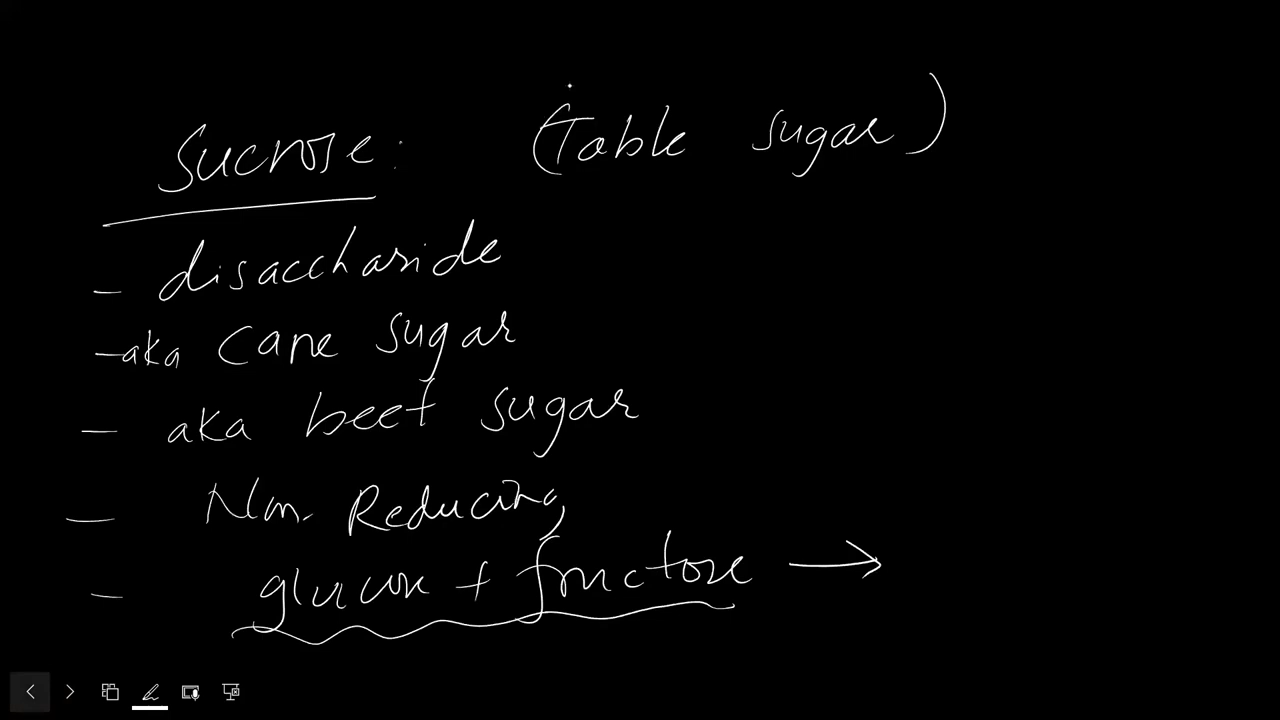 Sucrose: (Table sugar)
- disaccharide
- aka Cane sugar
- aka beet sugar
- Non-Reducing
- glucose + fructose →